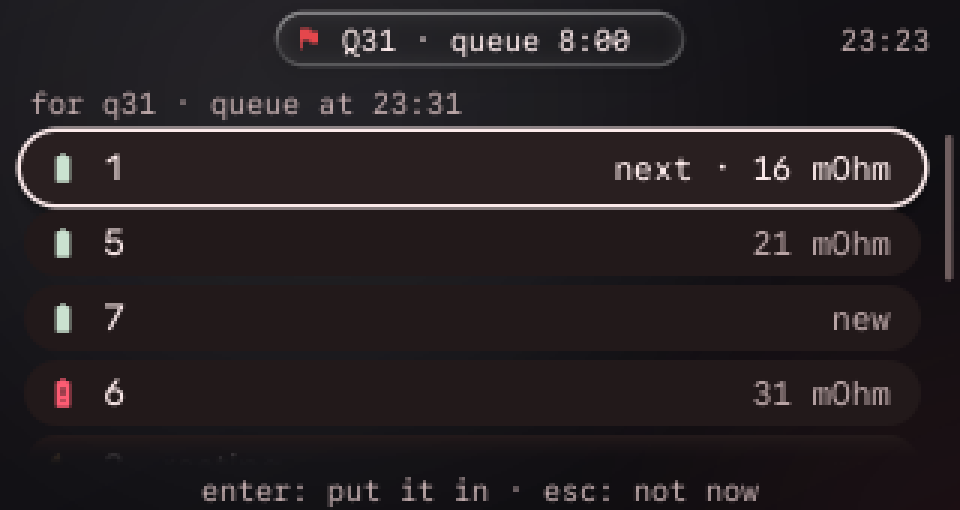 Q31 · queue 8:00
23:23
for q31 · queue at 23:31
1 next · 16 mOhm
5 21 mOhm
7 new
6 31 mOhm
enter: put it in · esc: not now